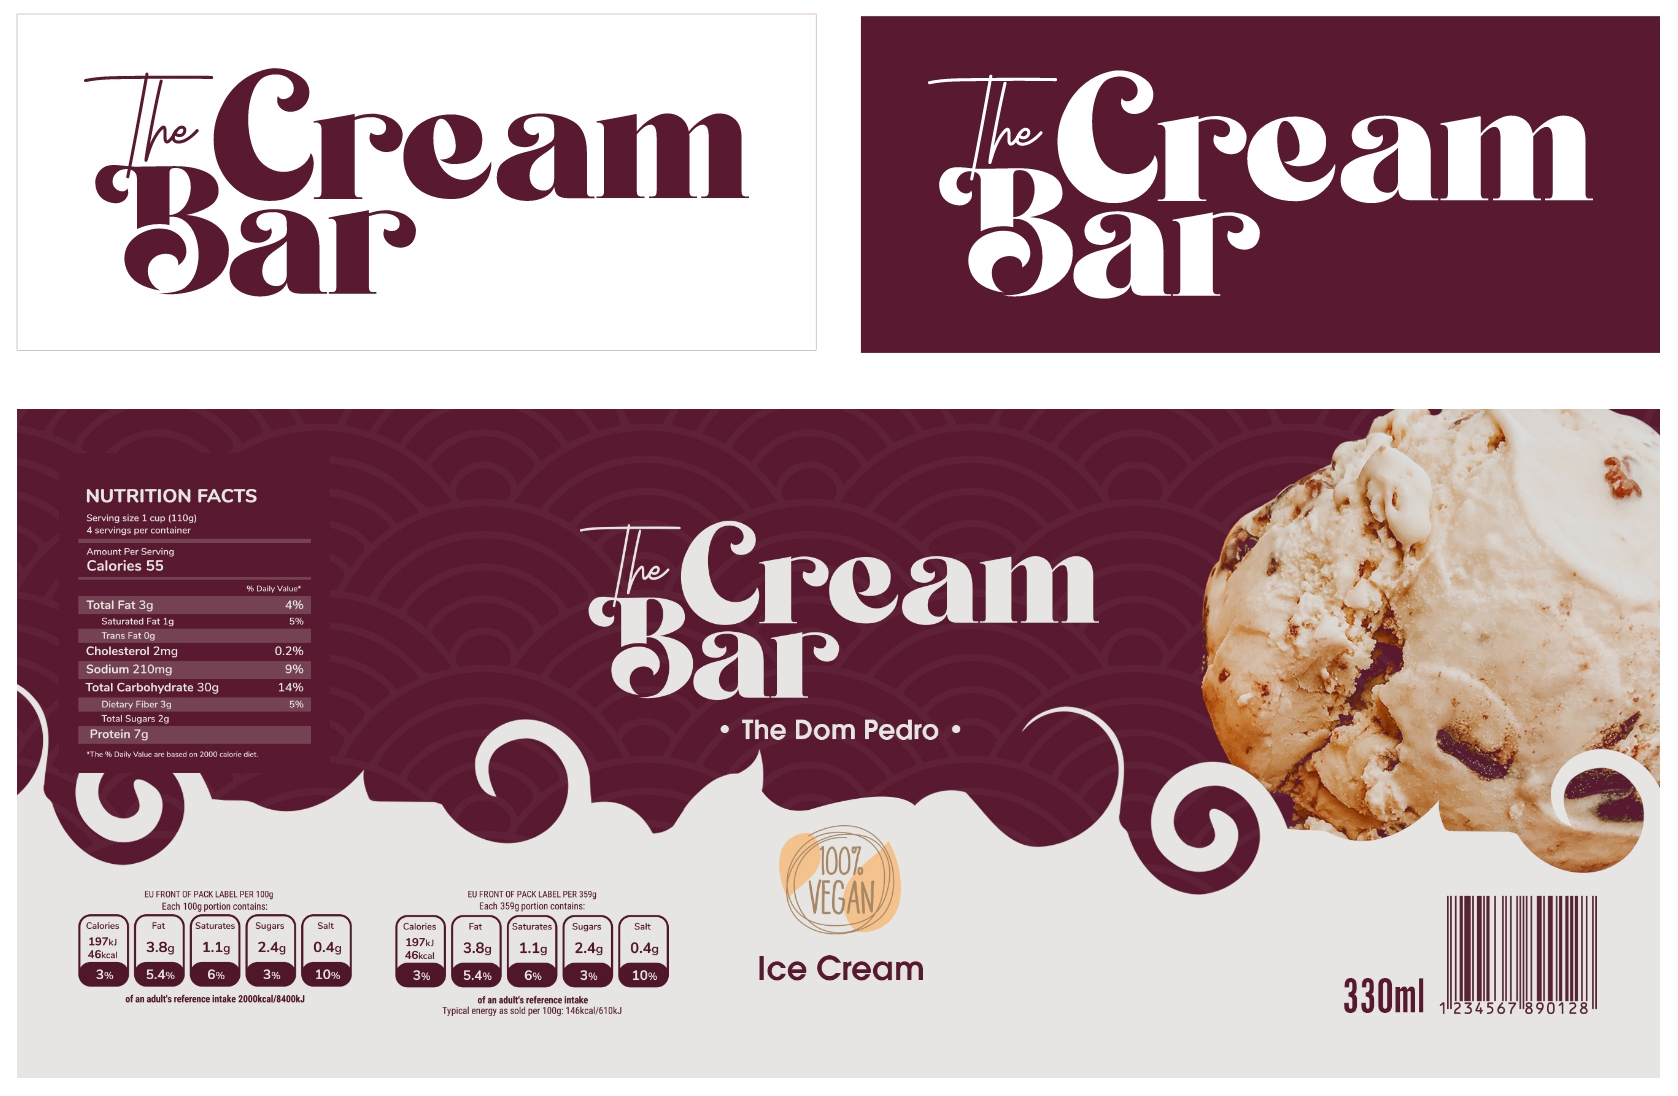 The Cream
Bar
The Cream
Bar
NUTRITION FACTS
Serving size 1 cup (110g)
4 servings per container
Amount Per Serving
Calories 55
% Daily Value*
Total Fat 3g 4%
Saturated Fat 1g 5%
Trans Fat 0g
Cholesterol 2mg 0.2%
Sodium 210mg 9%
Total Carbohydrate 30g 14%
Dietary Fiber 3g 5%
Total Sugars 2g
Protein 7g
*The % Daily Value are based on 2000 calorie diet.
The Cream
Bar
• The Dom Pedro •
100%
VEGAN
Ice Cream
EU FRONT OF PACK LABEL PER 100g
Each 100g portion contains:
Calories Fat Saturates Sugars Salt
197kJ
46kcal 3.8g 1.1g 2.4g 0.4g
3% 5.4% 6% 3% 10%
of an adult's reference intake 2000kcal/8400kJ
EU FRONT OF PACK LABEL PER 359g
Each 359g portion contains:
Calories Fat Saturates Sugars Salt
197kJ
46kcal 3.8g 1.1g 2.4g 0.4g
3% 5.4% 6% 3% 10%
of an adult's reference intake
Typical energy as sold per 100g: 146kcal/610kJ
330ml
1 234567 890128